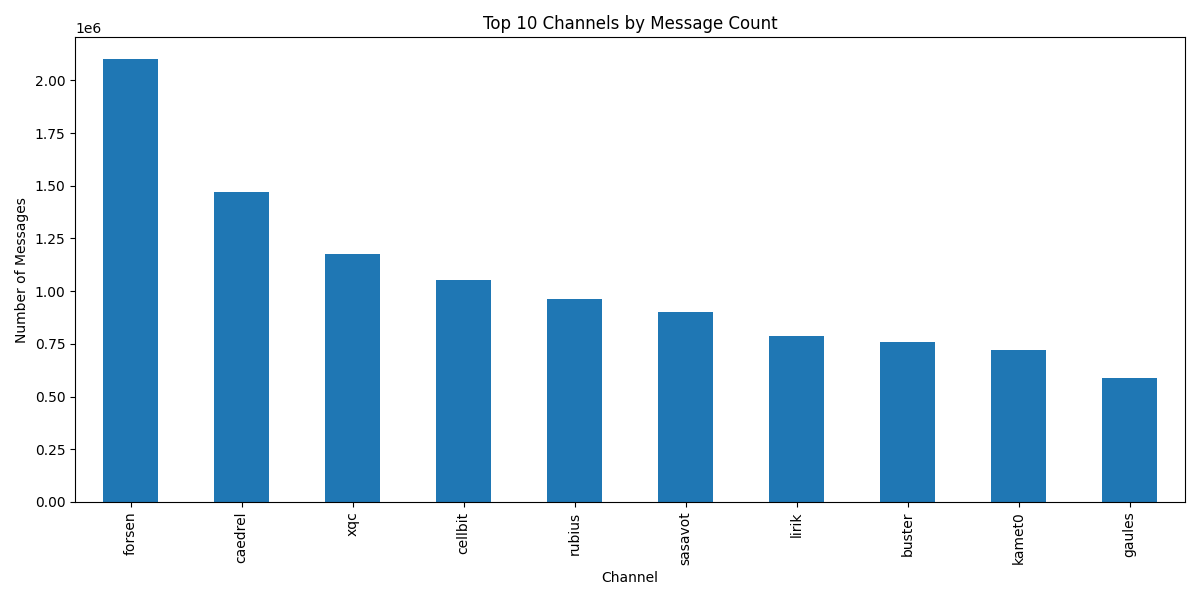 Top 10 Channels by Message Count
1e6
2.00
1.75
1.50
1.25
1.00
0.75
0.50
0.25
0.00
Number of Messages
forsen
caedrel
xqc
cellbit
rubius
sasavot
lirik
buster
kamet0
gaules
Channel